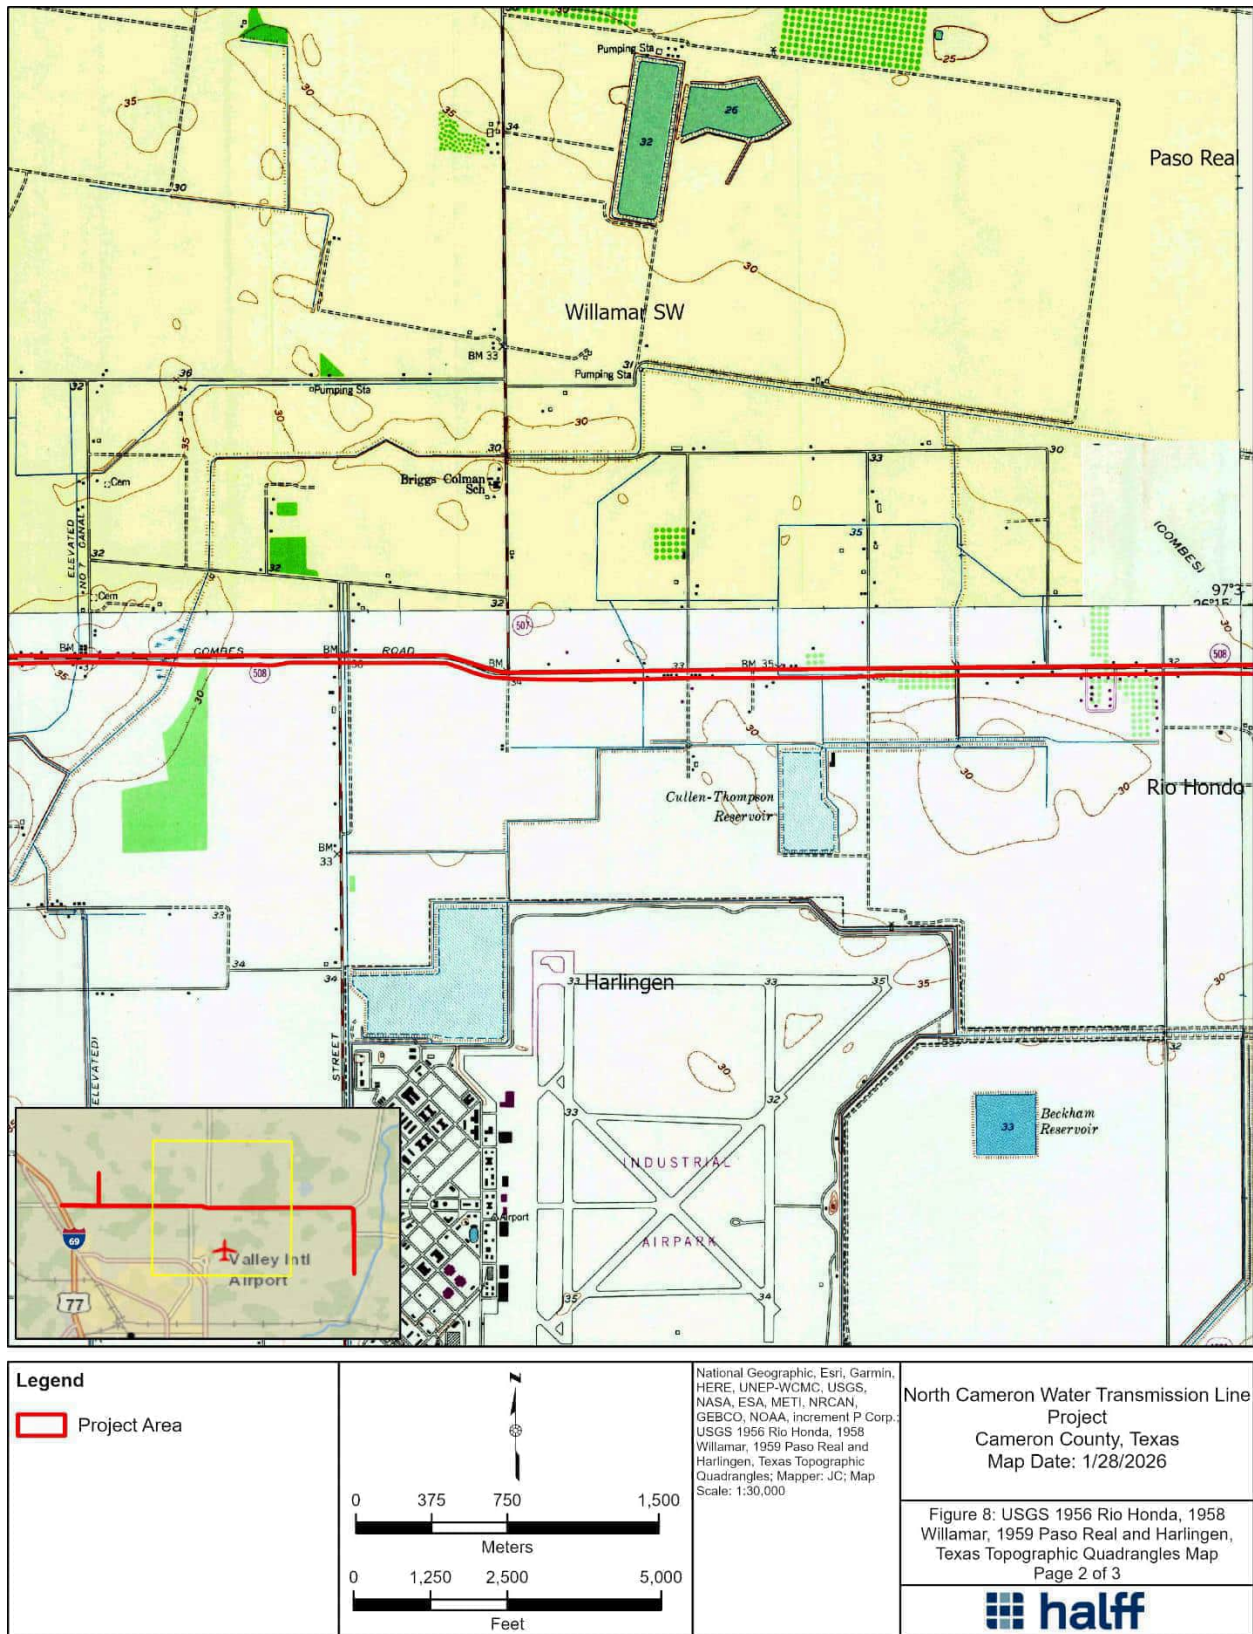 Pumping Sta
25
30
35
35
34
32
26
Paso Real
30
30
Willamar SW
BM 33
31
Pumping Sta
36
Pumping Sta
32
30
30
35
30
33
30
Briggs Colman
Sch
Cem
ELEVATED
NO 7 CANAL
35
(COMBES)
32
32
97°3
26°15'
Cem
32
507
BM
COMBES
BM
ROAD
BM
33
BM 35
32
508
508
34
35
30
30
30
30
Cullen-Thompson
Reservoir
Rio Hondo
BM
33
33
34
34
Harlingen
33
33
35
35
30
30
32
STREET
ELEVATED)
33
32
33
Beckham
Reservoir
INDUSTRIAL
Airport
AIRPARK
35
34
69
Valley Intl
Airport
77
Legend
Project Area
N
0 375 750 1,500
Meters
0 1,250 2,500 5,000
Feet
National Geographic, Esri, Garmin,
HERE, UNEP-WCMC, USGS,
NASA, ESA, METI, NRCAN,
GEBCO, NOAA, increment P Corp.;
USGS 1956 Rio Honda, 1958
Willamar, 1959 Paso Real and
Harlingen, Texas Topographic
Quadrangles; Mapper: JC; Map
Scale: 1:30,000
North Cameron Water Transmission Line
Project
Cameron County, Texas
Map Date: 1/28/2026
Figure 8: USGS 1956 Rio Honda, 1958
Willamar, 1959 Paso Real and Harlingen,
Texas Topographic Quadrangles Map
Page 2 of 3
halff